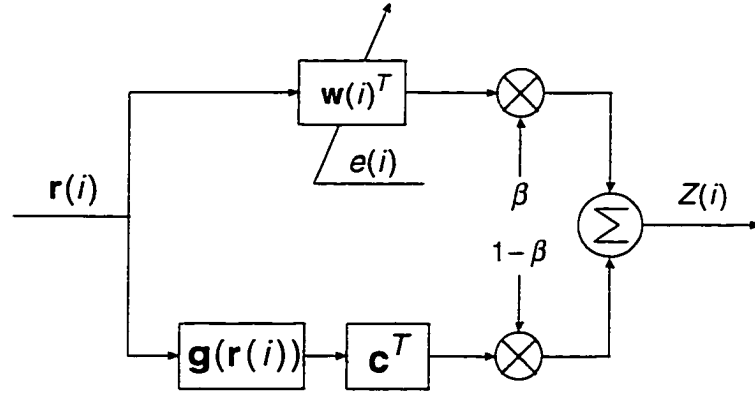 w(i)^T
e(i)
r(i)
β
Σ
Z(i)
1-β
g(r(i))
c^T